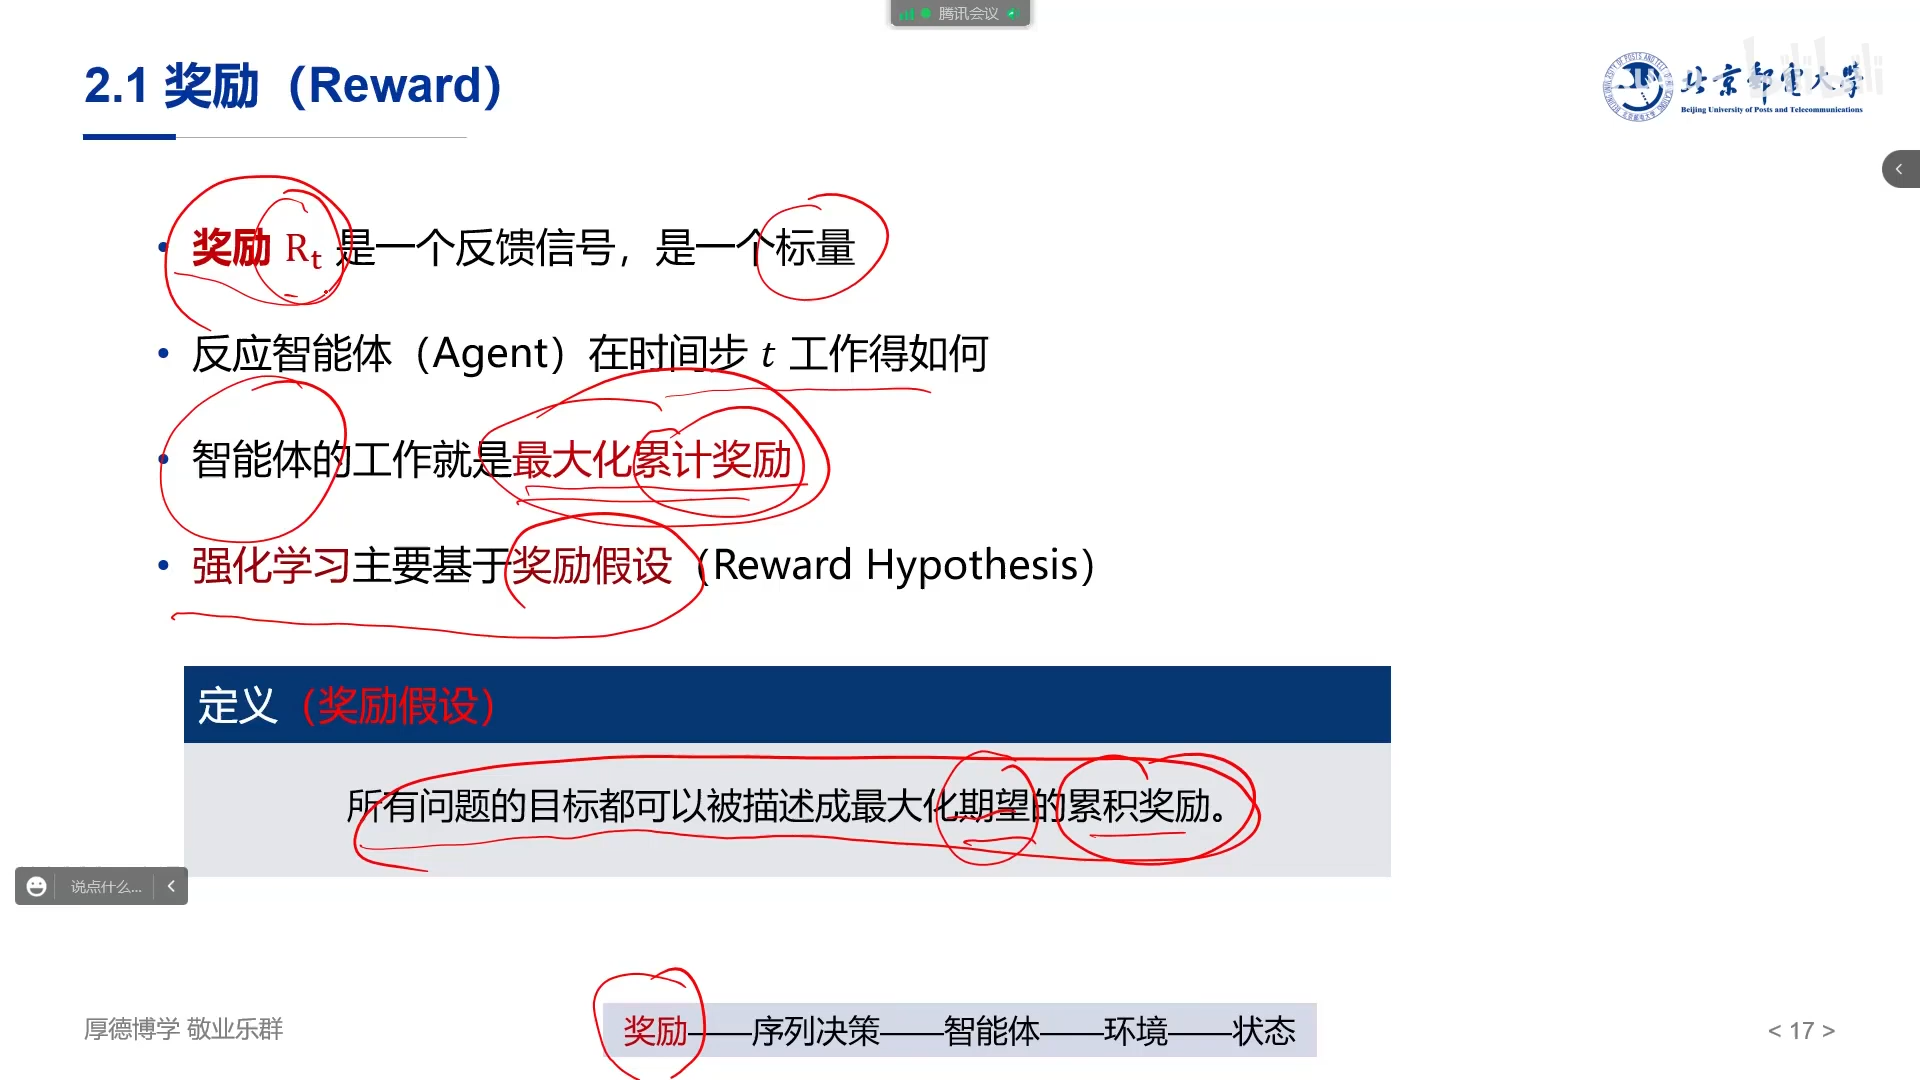 腾讯会议
2.1 奖励（Reward）
北京邮电大学
Beijing University of Posts and Telecommunications
• 奖励 Rt 是一个反馈信号，是一个标量
• 反应智能体（Agent）在时间步 t 工作得如何
• 智能体的工作就是最大化累计奖励
• 强化学习主要基于奖励假设（Reward Hypothesis）
定义（奖励假设）
所有问题的目标都可以被描述成最大化期望的累积奖励。
说点什么...
厚德博学 敬业乐群
奖励——序列决策——智能体——环境——状态
< 17 >